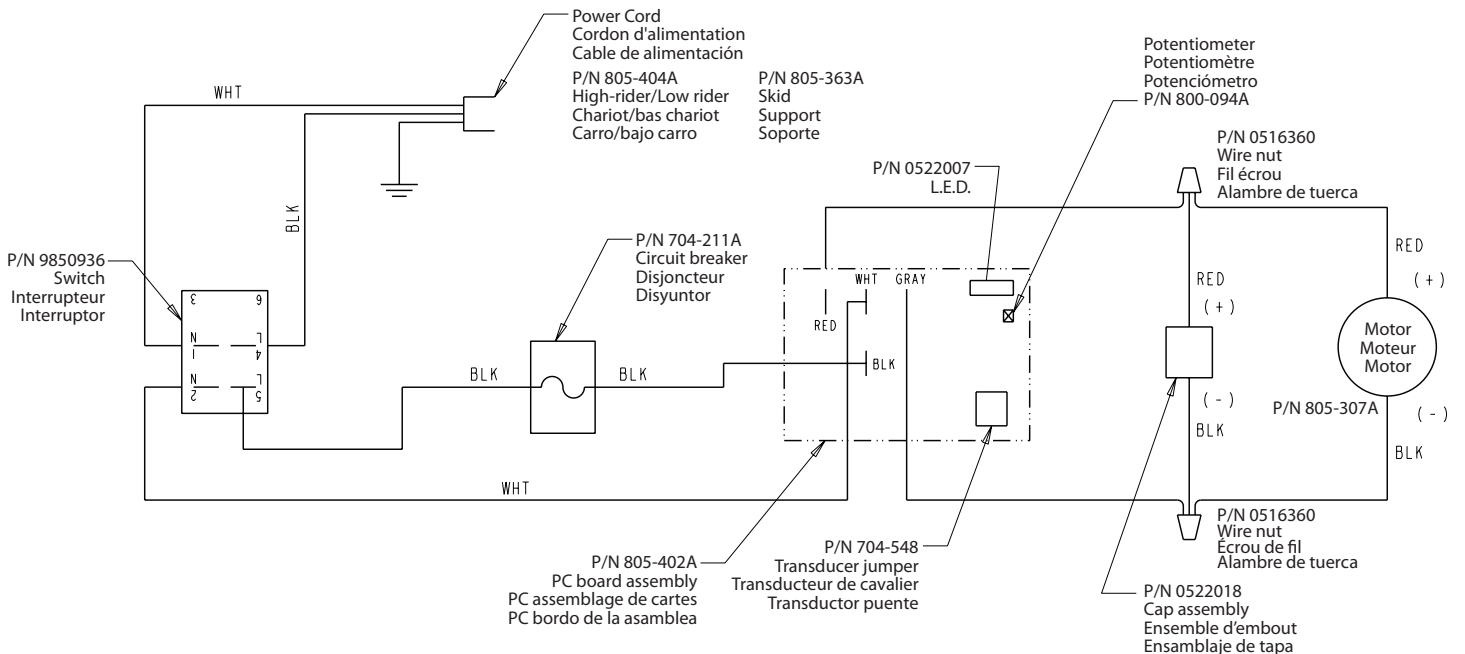 Power Cord
Cordon d'alimentation
Cable de alimentación
P/N 805-404A
High-rider/Low rider
Chariot/bas chariot
Carro/bajo carro
P/N 805-363A
Skid
Support
Soporte
Potentiometer
Potentiomètre
Potenciómetro
P/N 800-094A
WHT
BLK
P/N 0516360
Wire nut
Fil écrou
Alambre de tuerca
P/N 0522007
L.E.D.
P/N 9850936
Switch
Interrupteur
Interruptor
3 6
N L
1 4
N L
2 5
P/N 704-211A
Circuit breaker
Disjoncteur
Disyuntor
BLK
BLK
WHT GRAY
RED
BLK
RED
(+)
RED
(+)
Motor
Moteur
Motor
P/N 805-307A
(-)
BLK
(-)
BLK
WHT
P/N 805-402A
PC board assembly
PC assemblage de cartes
PC bordo de la asamblea
P/N 704-548
Transducer jumper
Transducteur de cavalier
Transductor puente
P/N 0516360
Wire nut
Écrou de fil
Alambre de tuerca
P/N 0522018
Cap assembly
Ensemble d'embout
Ensamblaje de tapa